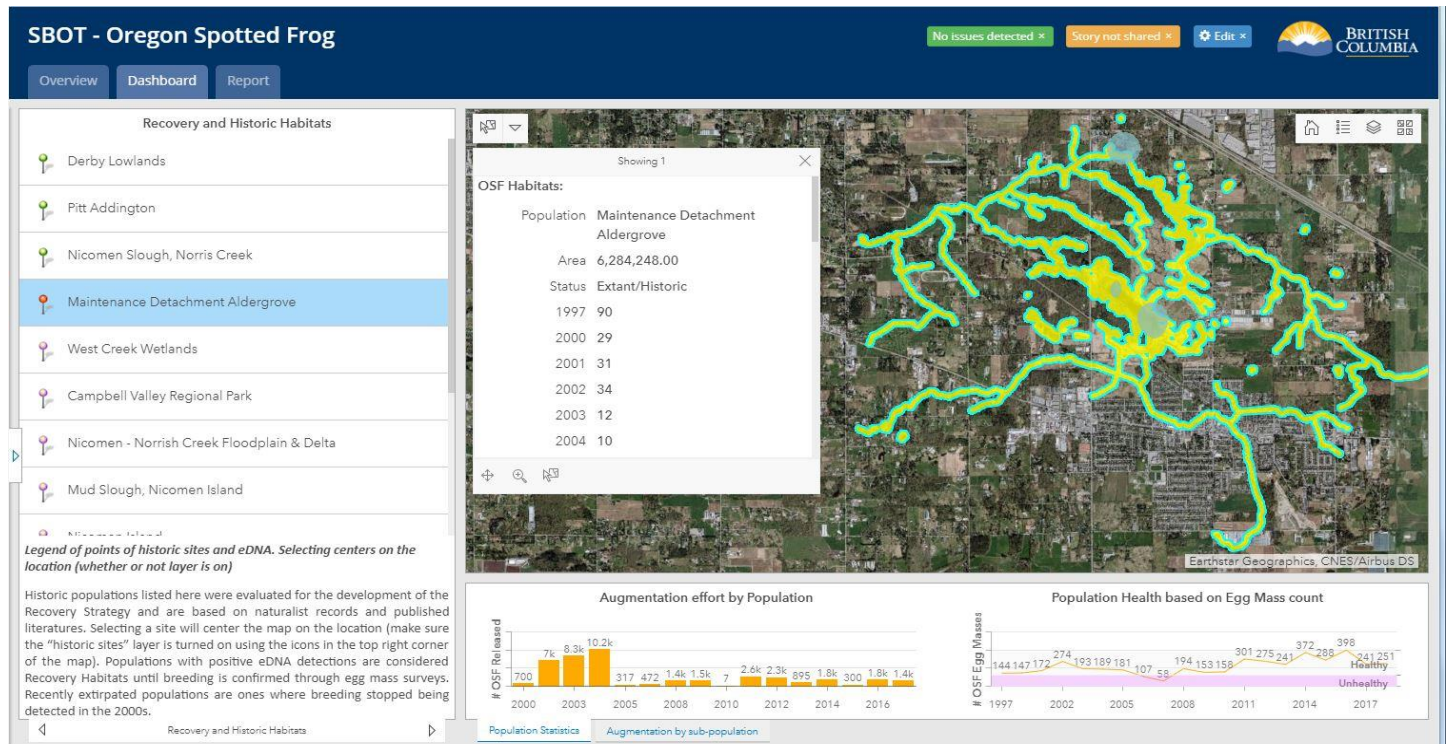 SBOT - Oregon Spotted Frog
No issues detected ×
Story not shared ×
Edit ×
BRITISH
COLUMBIA
Overview
Dashboard
Report
Recovery and Historic Habitats
Derby Lowlands
Pitt Addington
Nicomen Slough, Norris Creek
Maintenance Detachment Aldergrove
West Creek Wetlands
Campbell Valley Regional Park
Nicomen - Norrish Creek Floodplain & Delta
Mud Slough, Nicomen Island
Nicomen Island
Legend of points of historic sites and eDNA. Selecting centers on the
location (whether or not layer is on)
Historic populations listed here were evaluated for the development of the
Recovery Strategy and are based on naturalist records and published
literatures. Selecting a site will center the map on the location (make sure
the "historic sites" layer is turned on using the icons in the top right corner
of the map). Populations with positive eDNA detections are considered
Recovery Habitats until breeding is confirmed through egg mass surveys.
Recently extirpated populations are ones where breeding stopped being
detected in the 2000s.
Recovery and Historic Habitats
Showing 1
OSF Habitats:
Population Maintenance Detachment
Aldergrove
Area 6,284,248.00
Status Extant/Historic
1997 90
2000 29
2001 31
2002 34
2003 12
2004 10
Earthstar Geographics, CNES/Airbus DS
Augmentation effort by Population
# OSF Released
700 7k 8.3k 10.2k 317 472 1.4k 1.5k 7 2.6k 2.3k 895 1.8k 300 1.8k 1.4k
2000 2003 2005 2008 2010 2012 2014 2016
Population Statistics
Augmentation by sub-population
Population Health based on Egg Mass count
# OSF Egg Masses
144 147 172 274 193 189 181 107 58 194 153 158 301 275 241 372 288 398 241 251
Healthy
Unhealthy
1997 2002 2005 2008 2011 2014 2017